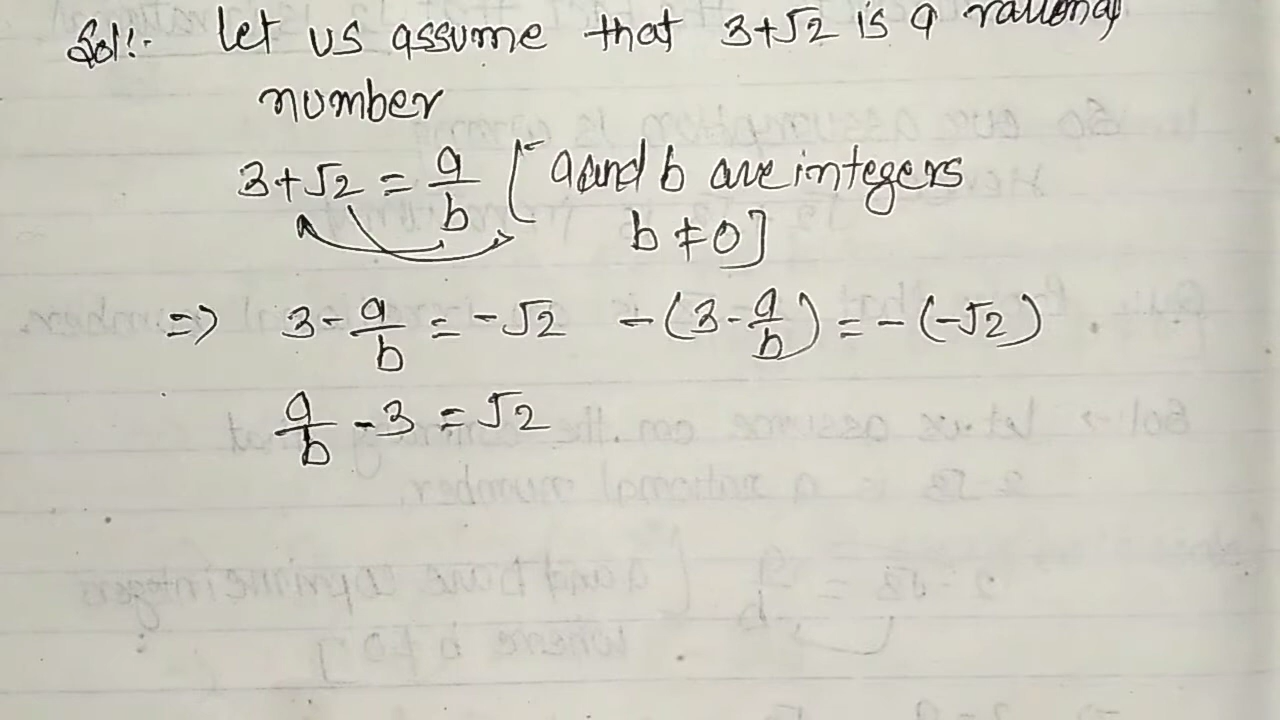 Sol:- let us assume that 3+√2 is a rational
number
3+√2 = a/b [a and b are integers
b ≠ 0]
=> 3 - a/b = -√2 - (3 - a/b) = - (-√2)
a/b - 3 = √2